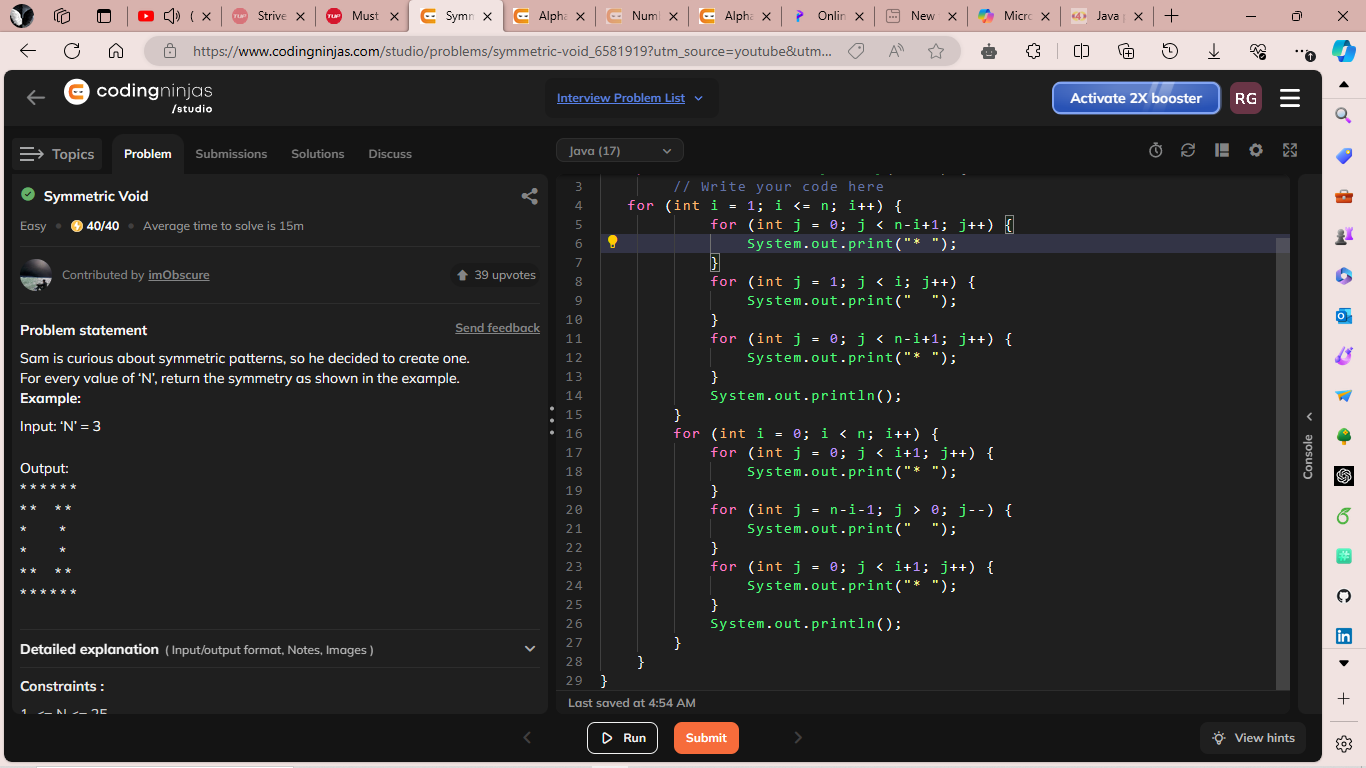 (
Strive
Must
Symm
Alpha
Numl
Alpha
Onlin
New
Micro
Java
https://www.codingninjas.com/studio/problems/symmetric-void_6581919?utm_source=youtube&utm...
codingninjas
/studio
Interview Problem List
Activate 2X booster
RG
Topics
Problem
Submissions
Solutions
Discuss
Java (17)
Symmetric Void
Easy • 40/40 • Average time to solve is 15m
Contributed by imObscure
39 upvotes
Problem statement
Send feedback
Sam is curious about symmetric patterns, so he decided to create one.
For every value of ‘N’, return the symmetry as shown in the example.
Example:
Input: ‘N’ = 3
Output:
* * * * * *
* *     * *
*         *
*         *
* *     * *
* * * * * *
Detailed explanation ( Input/output format, Notes, Images )
Constraints :
1 <= N <= 25
3 // Write your code here
4 for (int i = 1; i <= n; i++) {
5 for (int j = 0; j < n-i+1; j++) {
6 System.out.print("* ");
7 }
8 for (int j = 1; j < i; j++) {
9 System.out.print("  ");
10 }
11 for (int j = 0; j < n-i+1; j++) {
12 System.out.print("* ");
13 }
14 System.out.println();
15 }
16 for (int i = 0; i < n; i++) {
17 for (int j = 0; j < i+1; j++) {
18 System.out.print("* ");
19 }
20 for (int j = n-i-1; j > 0; j--) {
21 System.out.print("  ");
22 }
23 for (int j = 0; j < i+1; j++) {
24 System.out.print("* ");
25 }
26 System.out.println();
27 }
28 }
29 }
Console
Last saved at 4:54 AM
Run
Submit
View hints